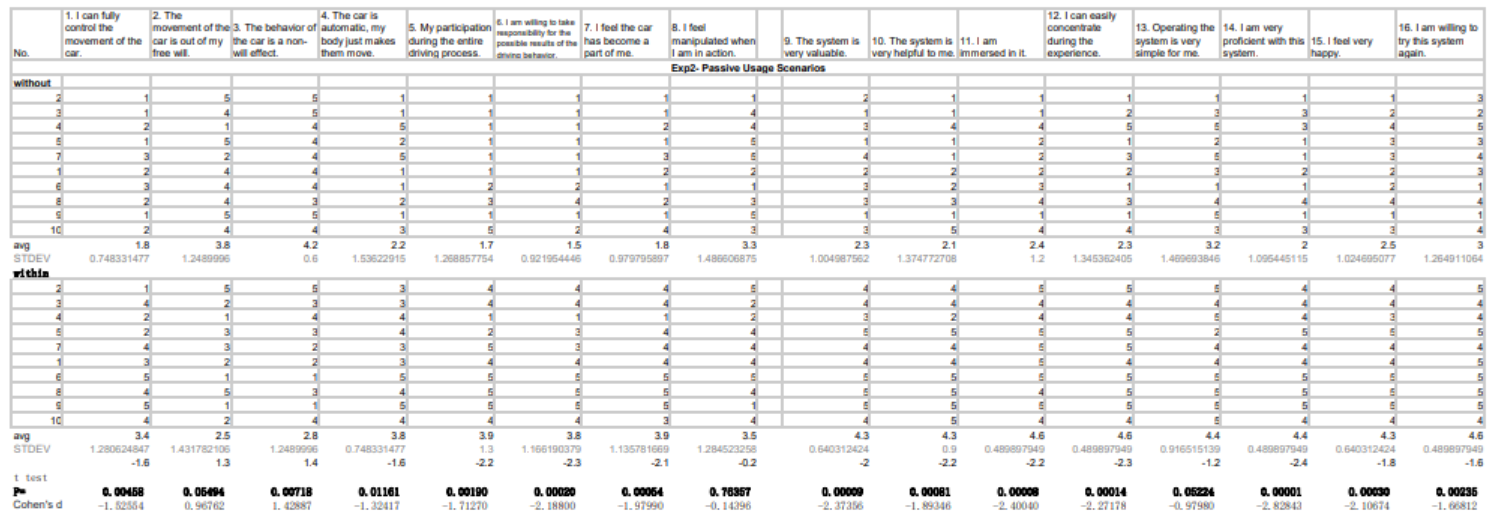 No.
1. I can fully
control the
movement of the
car.
2. The
movement of the
car is out of my
free will.
3. The behavior of
the car is a non-
will effect.
4. The car is
automatic, my
body just makes
them move.
5. My participation
during the entire
driving process.
6. I am willing to take
responsibility for the
possible results of the
driving behavior.
7. I feel the car
has become a
part of me.
8. I feel
manipulated when
I am in action.
9. The system is
very valuable.
10. The system is
very helpful to me.
11. I am
immersed in it.
12. I can easily
concentrate
during the
experience.
13. Operating the
system is very
simple for me.
14. I am very
proficient with this
system.
15. I feel very
happy.
16. I am willing to
try this system
again.
Exp2- Passive Usage Scenarios
without
2 1 5 5 1 1 1 1 1 2 1 1 1 1 1 1 3
3 1 4 5 1 1 1 1 4 1 1 1 2 3 3 2 2
4 2 1 4 5 1 1 2 4 3 4 4 5 5 3 4 5
5 1 5 4 2 1 1 1 5 3 1 2 1 2 1 3 3
7 3 2 4 5 1 1 3 5 4 1 2 3 5 1 3 4
1 2 4 4 1 1 1 2 2 2 2 2 2 3 2 2 3
6 3 4 4 1 2 2 1 1 1 2 3 1 1 1 2 1
8 2 4 3 2 3 4 2 3 3 3 4 3 4 4 4 4
9 1 5 5 1 1 1 1 5 1 1 1 1 5 1 1 1
10 2 4 4 3 5 2 4 3 3 5 4 4 3 3 3 4
avg 1.8 3.8 4.2 2.2 1.7 1.5 1.8 3.3 2.3 2.1 2.4 2.3 3.2 2 2.5 3
STDEV 0.748331477 1.2489996 0.6 1.53622915 1.268857754 0.921954446 0.979795897 1.486606875 1.004987562 1.374772708 1.2 1.345362405 1.469693846 1.095445115 1.024695077 1.264911064
within
2 1 5 5 3 4 4 4 5 4 4 5 5 5 4 4 5
3 4 2 3 3 4 4 4 2 4 4 4 4 4 4 4 4
4 2 1 4 4 1 1 1 2 3 2 4 4 5 4 3 4
5 2 3 3 4 2 3 4 4 5 5 5 5 2 5 5 5
7 4 3 2 3 5 3 4 4 4 4 5 5 4 4 4 4
1 3 2 2 3 4 4 4 4 4 4 5 4 4 4 4 5
6 5 1 1 5 5 5 5 5 5 5 5 5 5 5 5 5
8 4 5 3 4 5 5 5 4 5 5 4 5 5 5 5 5
9 5 1 1 5 5 5 5 1 5 5 5 5 5 5 5 5
10 4 2 4 4 4 4 3 4 4 5 4 4 5 4 4 4
avg 3.4 2.5 2.8 3.8 3.9 3.8 3.9 3.5 4.3 4.3 4.6 4.6 4.4 4.4 4.3 4.6
STDEV 1.280624847 1.431782106 1.2489996 0.748331477 1.3 1.166190379 1.135781669 1.284523258 0.640312424 0.9 0.489897949 0.489897949 0.916515139 0.489897949 0.640312424 0.489897949
-1.6 1.3 1.4 -1.6 -2.2 -2.3 -2.1 -0.2 -2 -2.2 -2.2 -2.3 -1.2 -2.4 -1.8 -1.6
t test
P= 0.00458 0.05494 0.00718 0.01161 0.00190 0.00020 0.00054 0.76357 0.00009 0.00081 0.00008 0.00014 0.05224 0.00001 0.00030 0.00235
Cohen's d -1.52554 0.96762 1.42887 -1.32417 -1.71270 -2.18800 -1.97990 -0.14396 -2.37356 -1.89346 -2.40040 -2.27178 -0.97980 -2.82843 -2.10674 -1.66812